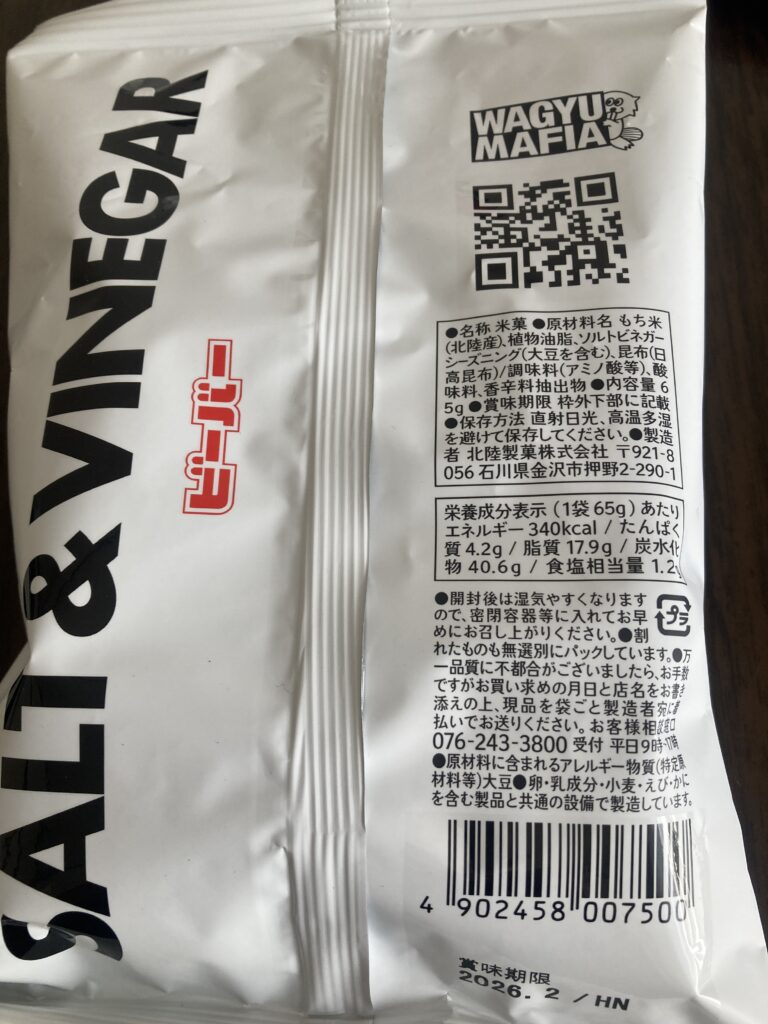 SALT & VINEGAR
ビーバー
WAGYU
MAFIA
●名称 米菓 ●原材料名 もち米
(北陸産)、植物油脂、ソルトビネガー
シーズニング(大豆を含む)、昆布(日
高昆布)/調味料(アミノ酸等)、酸
味料、香辛料抽出物 ●内容量 6
5g ●賞味期限 枠外下部に記載
●保存方法 直射日光、高温多湿
を避けて保存してください。●製造
者 北陸製菓株式会社 〒921-8
056 石川県金沢市押野2-290-1
栄養成分表示 (1袋 65g) あたり
エネルギー 340kcal / たんぱく
質 4.2g / 脂質 17.9g / 炭水化
物 40.6g / 食塩相当量 1.2g
●開封後は湿気やすくなります
ので、密閉容器等に入れてお早
めにお召し上がりください。●割
れたものも無選別にパックしています。●万
一品質に不都合がございましたら、お手数
ですがお買い求めの月日と店名をお書き
添えの上、現品を袋ごと製造者宛に着
払いでお送りください。お客様相談窓口
076-243-3800 受付 平日9時-17時
プラ
●原材料に含まれるアレルギー物質(特定原
材料等)大豆●卵・乳成分・小麦・えび・かに
を含む製品と共通の設備で製造しています。
4 902458 007500
賞味期限
2026. 2 / HN